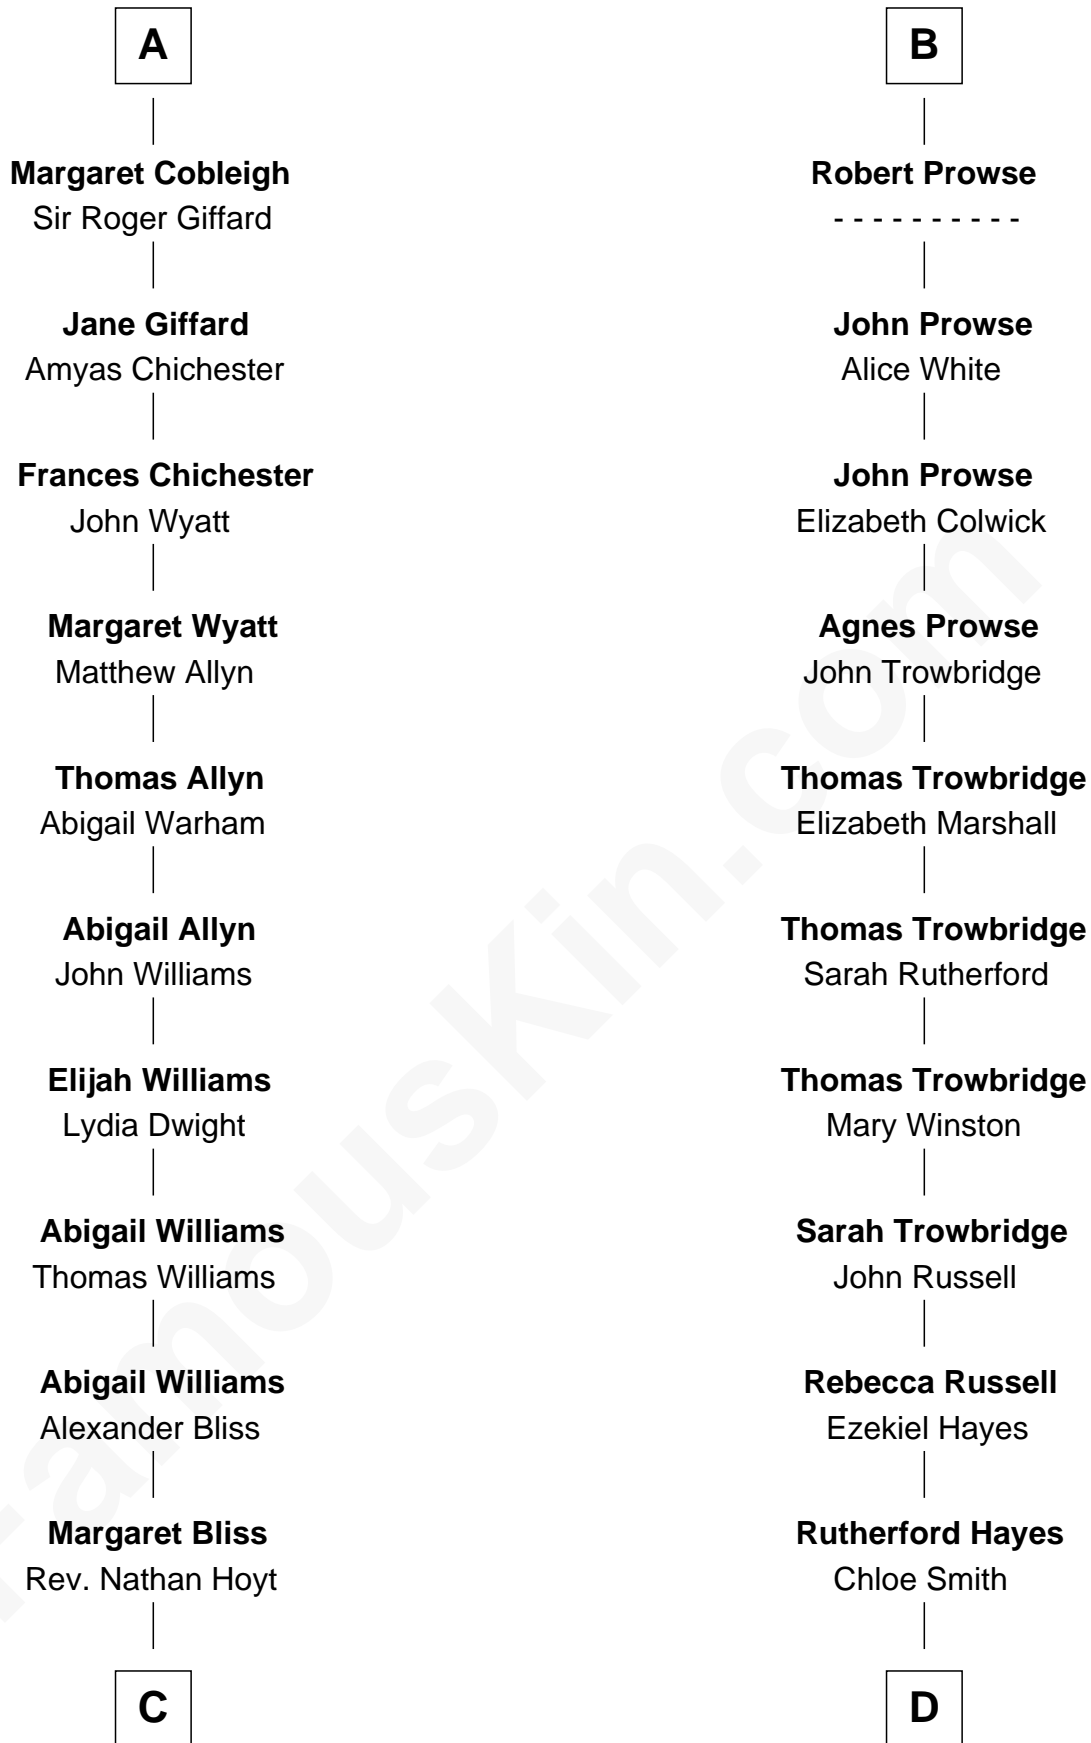 A
Margaret Cobleigh
Sir Roger Giffard
Jane Giffard
Amyas Chichester
Frances Chichester
John Wyatt
Margaret Wyatt
Matthew Allyn
Thomas Allyn
Abigail Warham
Abigail Allyn
John Williams
Elijah Williams
Lydia Dwight
Abigail Williams
Thomas Williams
Abigail Williams
Alexander Bliss
Margaret Bliss
Rev. Nathan Hoyt
C
B
Robert Prowse
- - - - - - - - - -
John Prowse
Alice White
John Prowse
Elizabeth Colwick
Agnes Prowse
John Trowbridge
Thomas Trowbridge
Elizabeth Marshall
Thomas Trowbridge
Sarah Rutherford
Thomas Trowbridge
Mary Winston
Sarah Trowbridge
John Russell
Rebecca Russell
Ezekiel Hayes
Rutherford Hayes
Chloe Smith
D
FamousKin.com